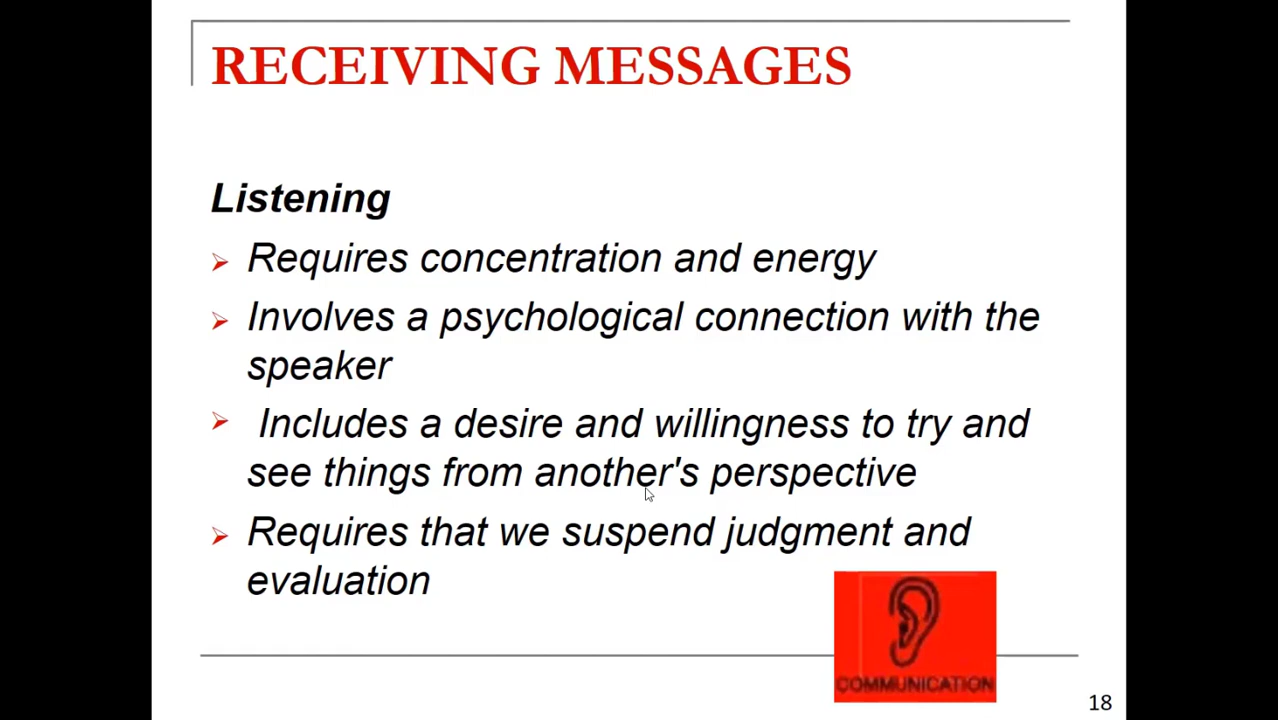 RECEIVING MESSAGES
Listening
Requires concentration and energy
Involves a psychological connection with the
speaker
Includes a desire and willingness to try and
see things from another's perspective
Requires that we suspend judgment and
evaluation
COMMUNICATION
18